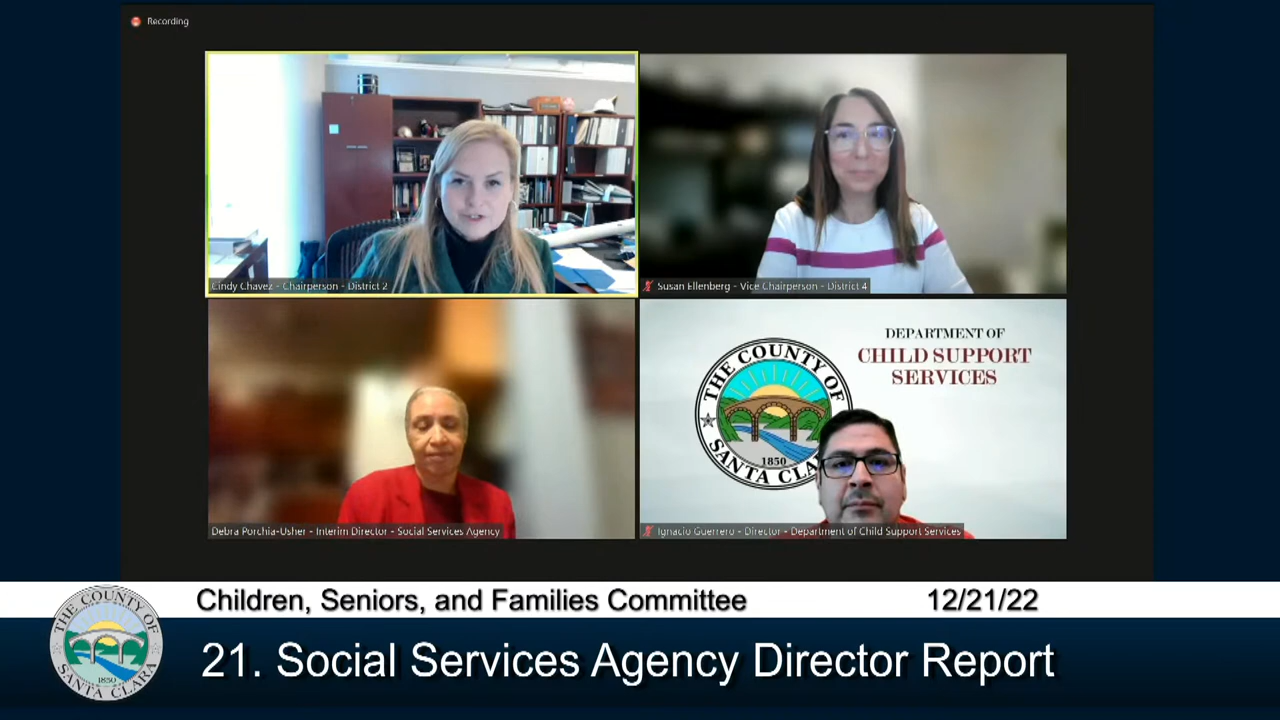 Recording
Cindy Chavez - Chairperson - District 2
Susan Ellenberg - Vice Chairperson - District 4
DEPARTMENT OF
CHILD SUPPORT
SERVICES
THE COUNTY OF
SANTA CLA
1850
Debra Porchia-Usher - Interim Director - Social Services Agency
Ignacio Guerrero - Director - Department of Child Support Services
Children, Seniors, and Families Committee
12/21/22
THE COUNTY OF
SANTA CLARA
1850
21. Social Services Agency Director Report